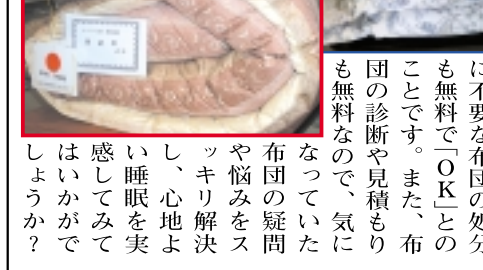 に不要な布団の処分
も無料で「OK」との
ことです。また、布
団の診断や見積もり
も無料なので、気に
なっていた
布団の疑問
や悩みをス
ッキリ解決
し、心地よ
い睡眠を実
感してみて
はいかがで
しょうか?